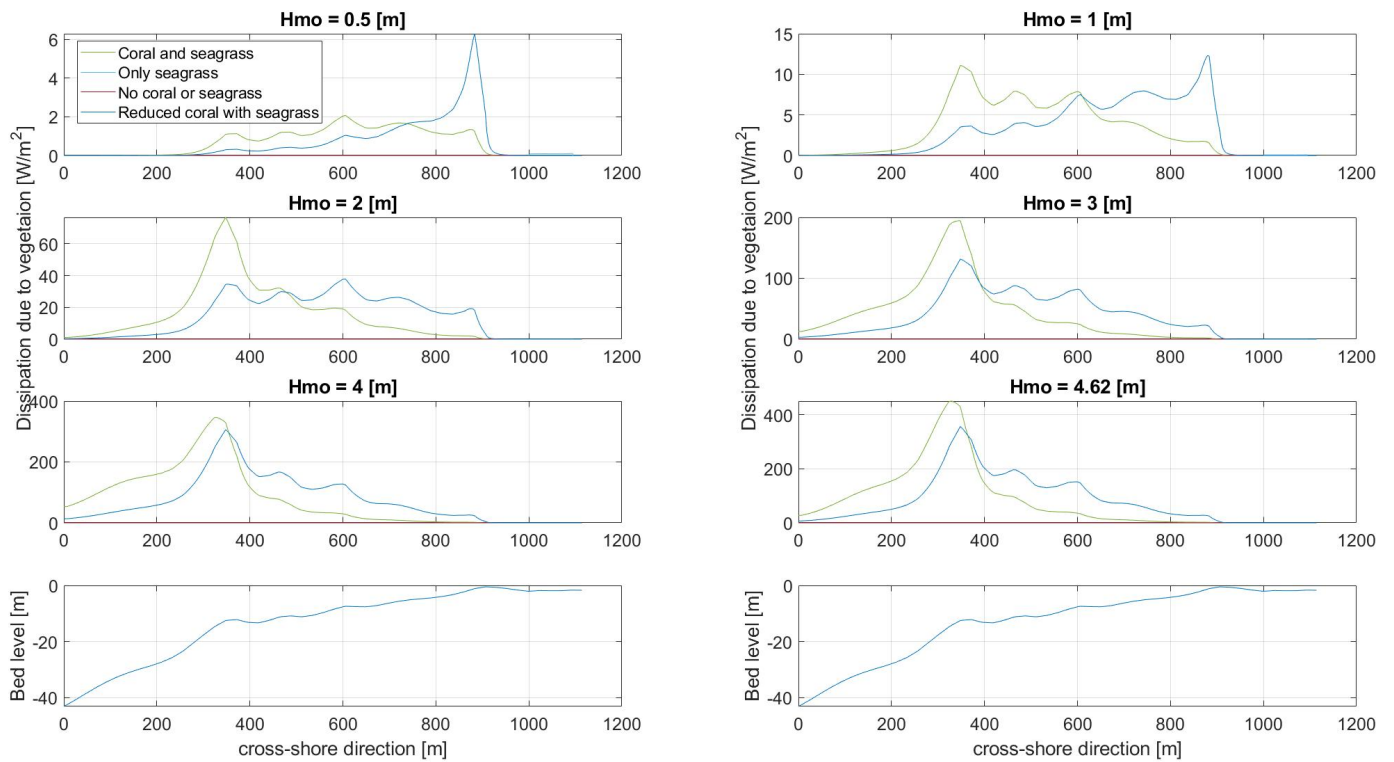 Hmo = 0.5 [m]
6
4
2
0
Coral and seagrass
Only seagrass
No coral or seagrass
Reduced coral with seagrass
0 200 400 600 800 1000 1200
Hmo = 1 [m]
15
10
5
0
0 200 400 600 800 1000 1200
Dissipation due to vegetaion [W/m²]
Hmo = 2 [m]
60
40
20
0
0 200 400 600 800 1000 1200
Dissipation due to vegetaion [W/m²]
Hmo = 3 [m]
200
100
0
0 200 400 600 800 1000 1200
Hmo = 4 [m]
400
200
0
0 200 400 600 800 1000 1200
Hmo = 4.62 [m]
400
200
0
0 200 400 600 800 1000 1200
Bed level [m]
0
-20
-40
0 200 400 600 800 1000 1200
cross-shore direction [m]
Bed level [m]
0
-20
-40
0 200 400 600 800 1000 1200
cross-shore direction [m]